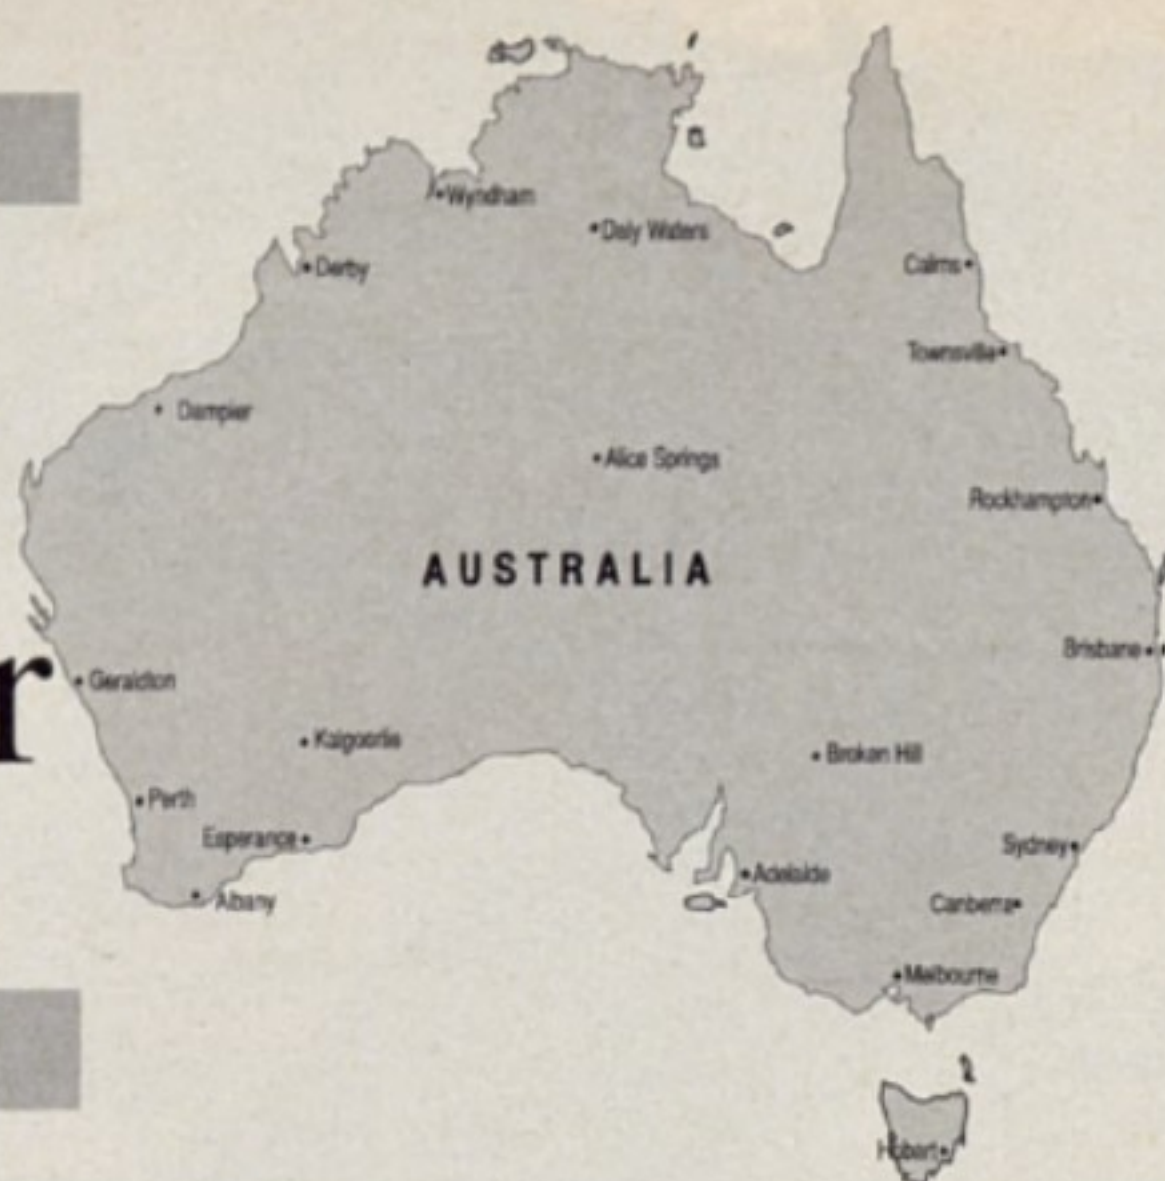 Wyndham
Daly Waters
Derby
Cairns
Townsville
Dampier
Alice Springs
Rockhampton
AUSTRALIA
Brisbane
r
Geraldton
Kalgoorlie
Broken Hill
Perth
Esperance
Sydney
Adelaide
Albany
Canberra
Melbourne
Hobart